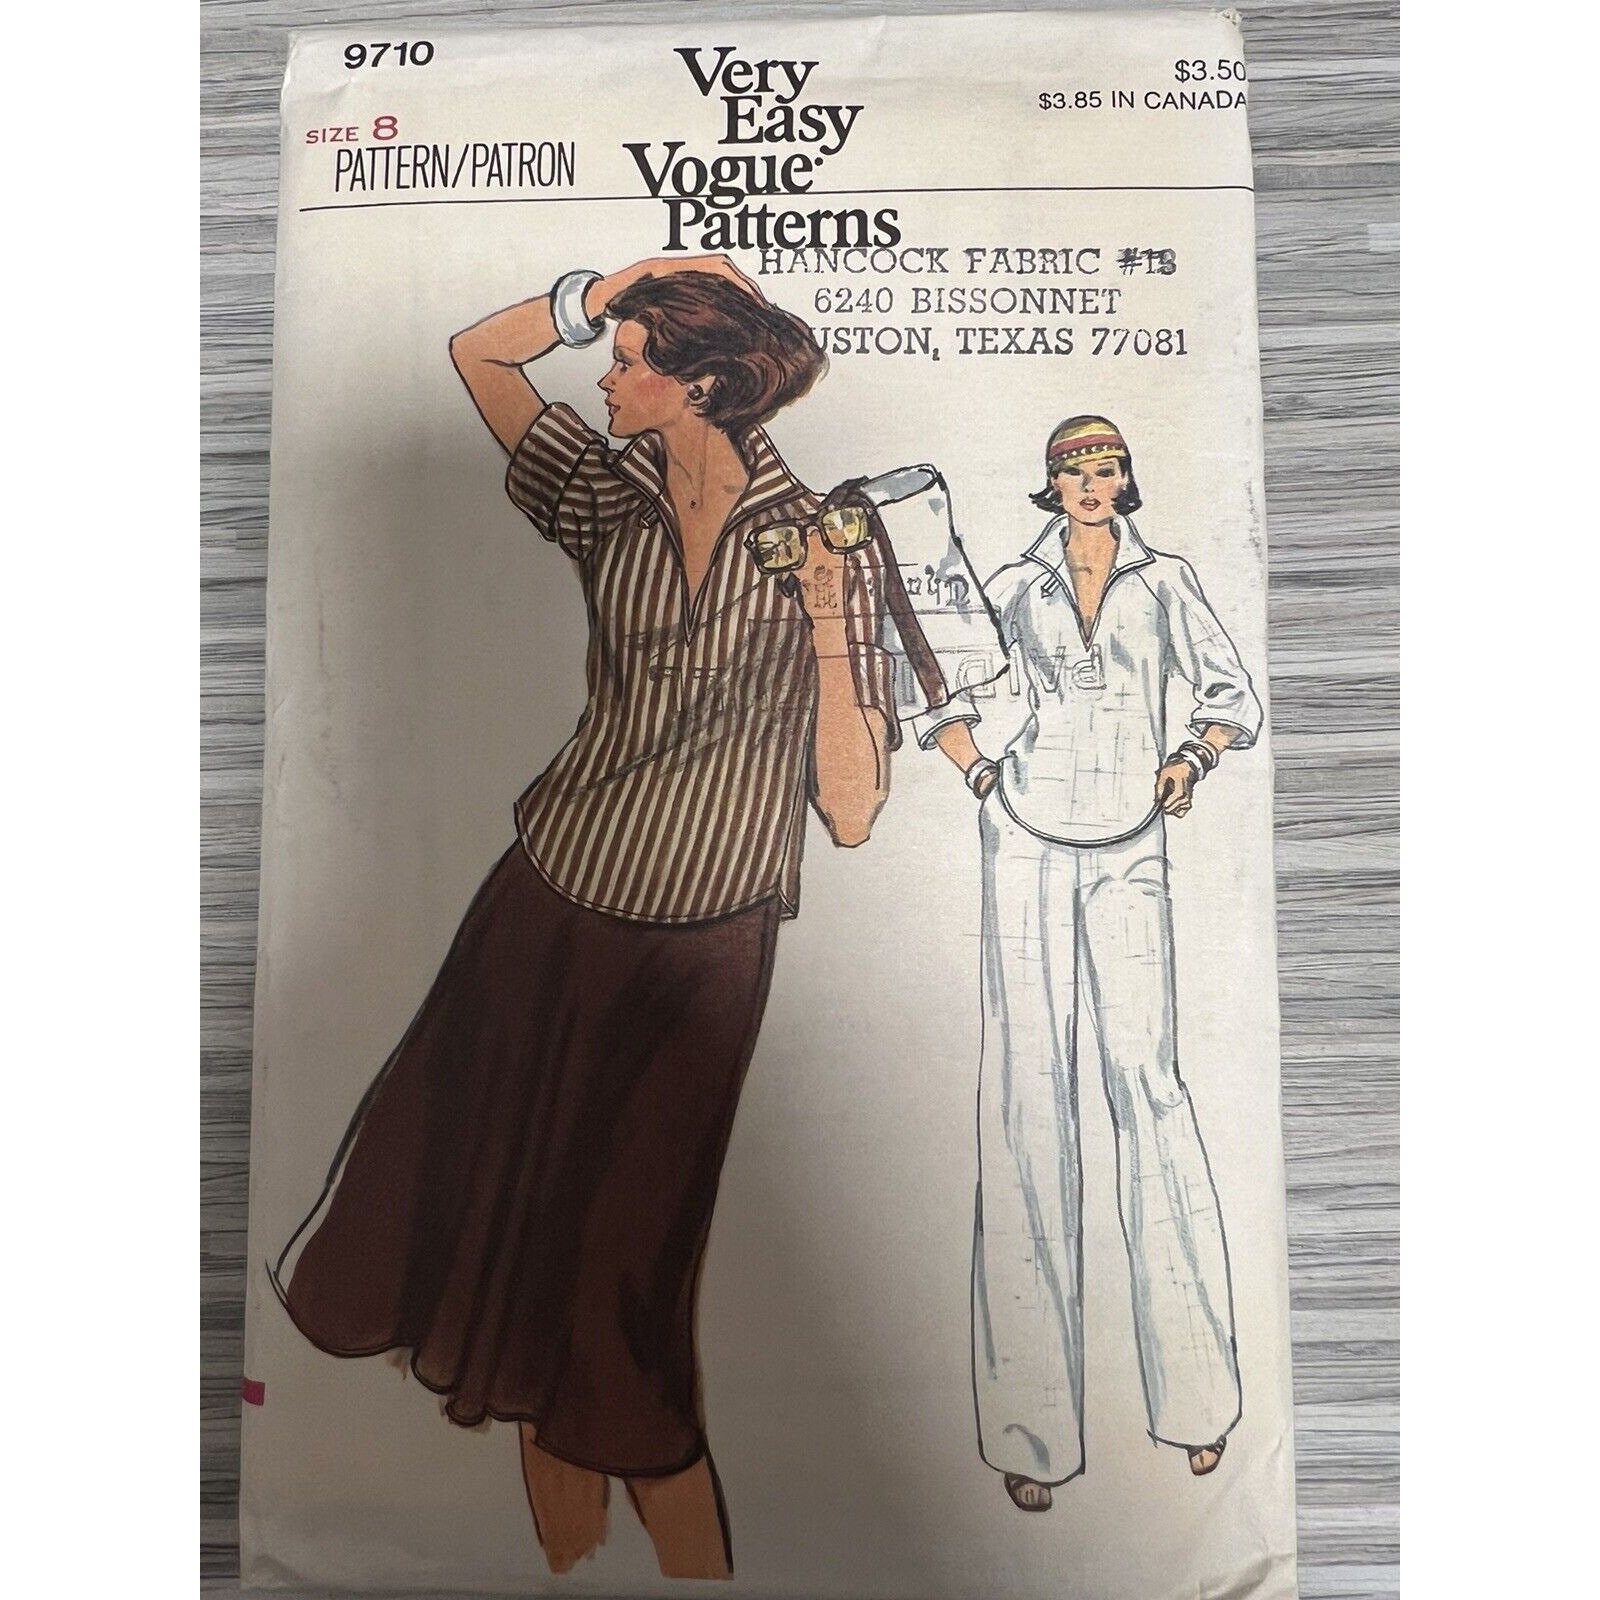 9710
SIZE 8
PATTERN/PATRON
Very
Easy
Vogue
Patterns
$3.50
$3.85 IN CANADA
HANCOCK FABRIC
6240 BISSONNET
USTON, TEXAS 77081